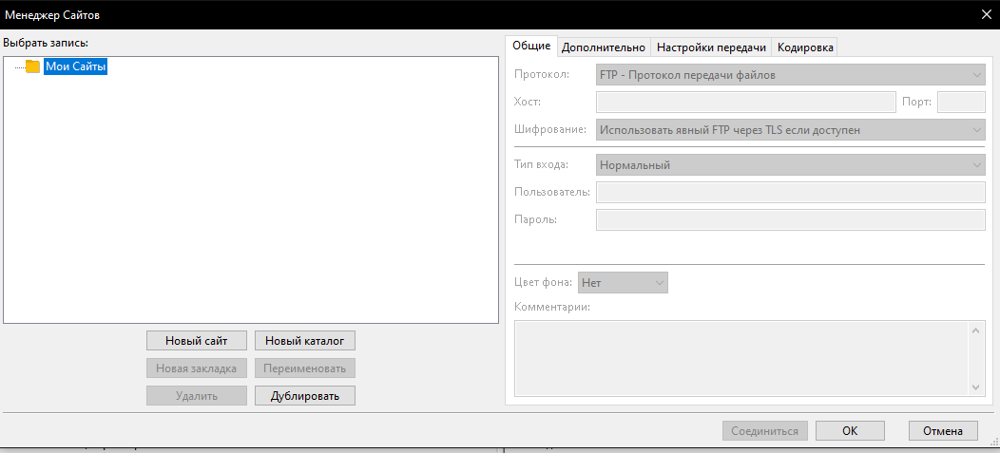 Менеджер Сайтов
Выбрать запись:
Мои Сайты
Новый сайт
Новый каталог
Новая закладка
Переименовать
Удалить
Дублировать
Общие
Дополнительно
Настройки передачи
Кодировка
Протокол:
FTP - Протокол передачи файлов
Хост:
Порт:
Шифрование:
Использовать явный FTP через TLS если доступен
Тип входа:
Нормальный
Пользователь:
Пароль:
Цвет фона:
Нет
Комментарии:
Соединиться
ОК
Отмена